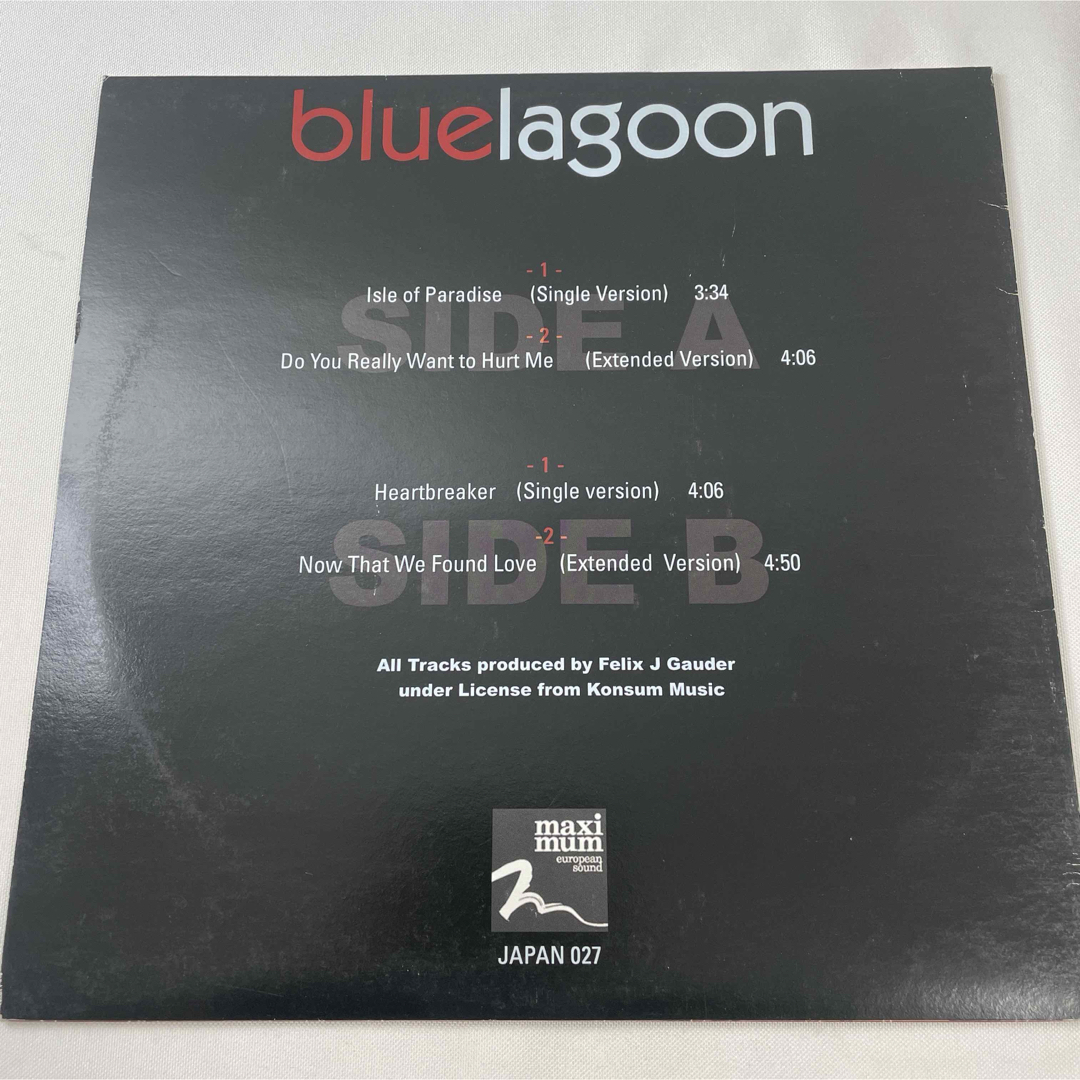 bluelagoon
SIDE A
- 1 -
Isle of Paradise (Single Version) 3:34
- 2 -
Do You Really Want to Hurt Me (Extended Version) 4:06
SIDE B
- 1 -
Heartbreaker (Single version) 4:06
-2 -
Now That We Found Love (Extended Version) 4:50
All Tracks produced by Felix J Gauder
under License from Konsum Music
maxi
mum
european
sound
JAPAN 027